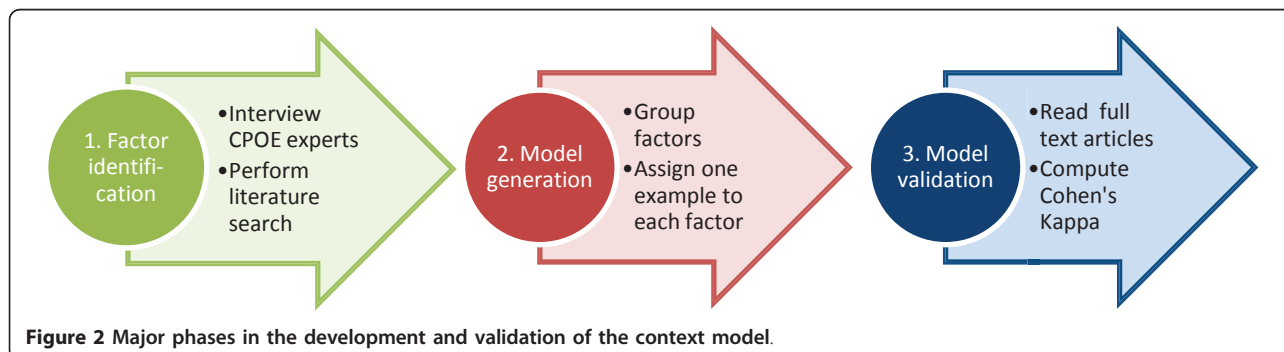 1. Factor
identifi-
cation
•Interview
CPOE experts
•Perform
literature
search
2. Model
generation
•Group
factors
•Assign one
example to
each factor
3. Model
validation
•Read full
text articles
•Compute
Cohen's
Kappa
Figure 2 Major phases in the development and validation of the context model.